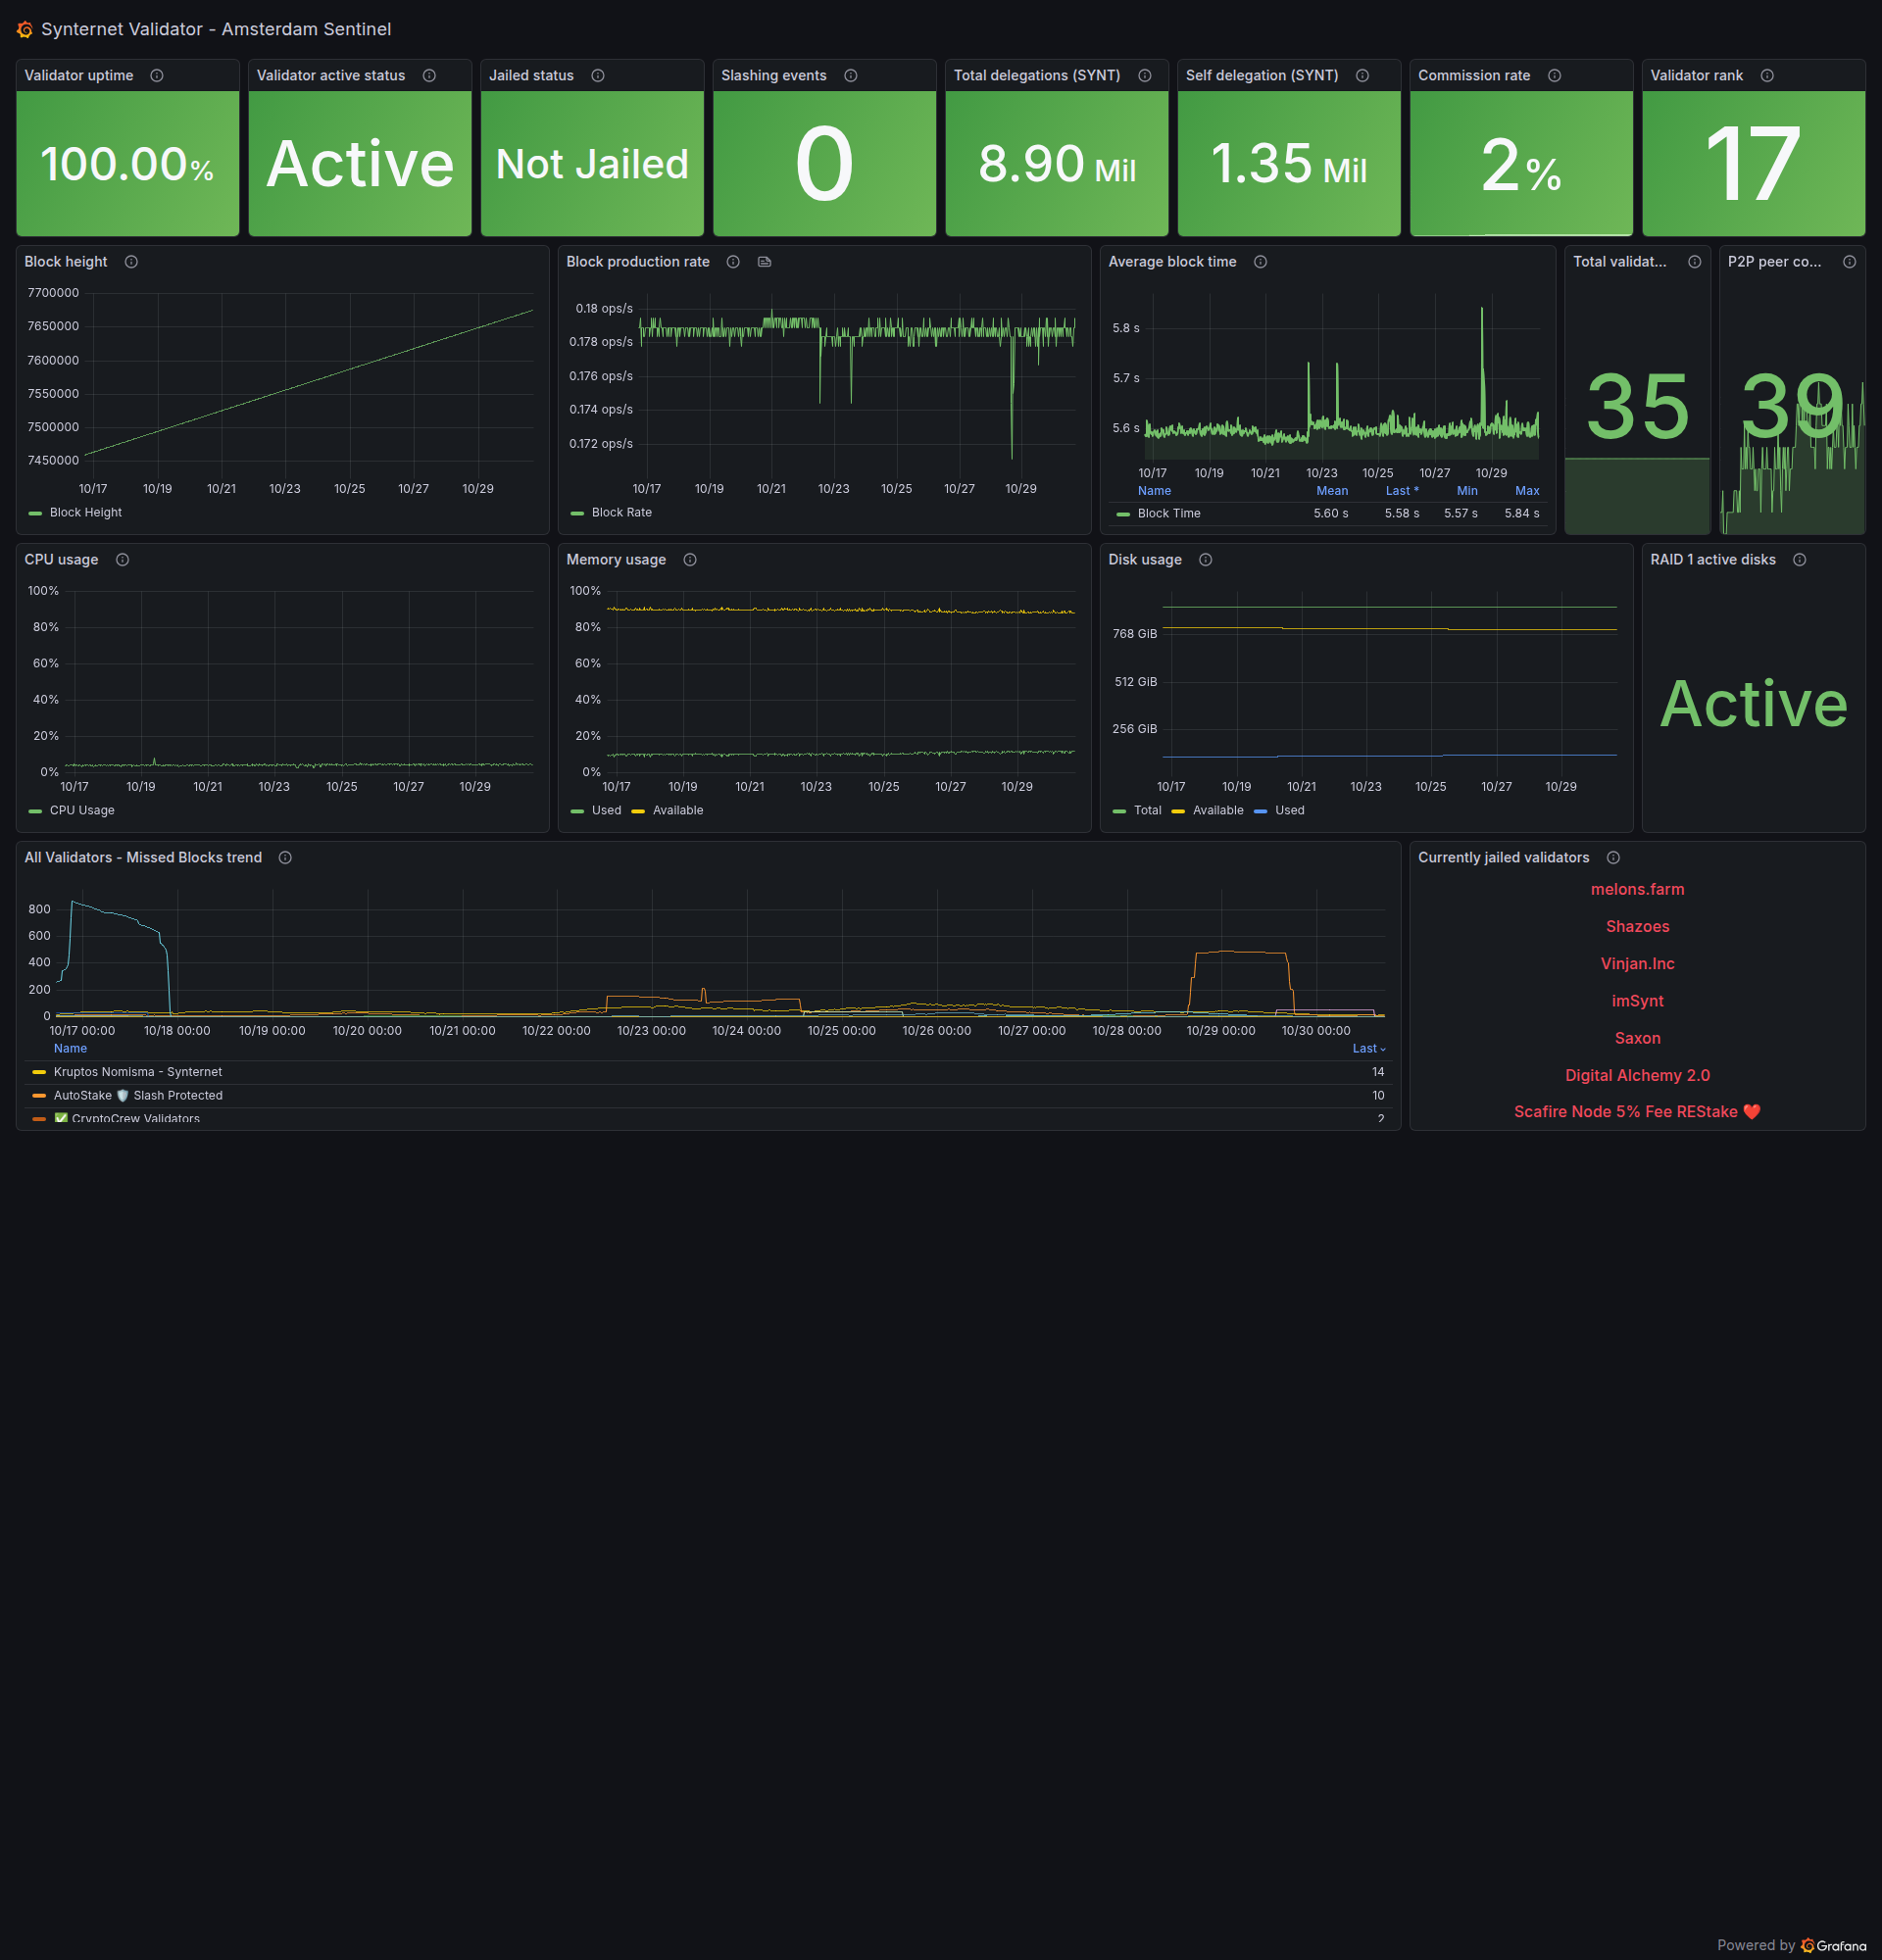 Synternet Validator - Amsterdam Sentinel
Validator uptime
100.00%
Validator active status
Active
Jailed status
Not Jailed
Slashing events
0
Total delegations (SYNT)
8.90 Mil
Self delegation (SYNT)
1.35 Mil
Commission rate
2%
Validator rank
17
Block height
7700000
7650000
7600000
7550000
7500000
7450000
10/17 10/19 10/21 10/23 10/25 10/27 10/29
Block Height
Block production rate
0.18 ops/s
0.178 ops/s
0.176 ops/s
0.174 ops/s
0.172 ops/s
10/17 10/19 10/21 10/23 10/25 10/27 10/29
Block Rate
Average block time
5.8 s
5.7 s
5.6 s
10/17 10/19 10/21 10/23 10/25 10/27 10/29
Name Mean Last * Min Max
Block TIme 5.60 s 5.58 s 5.57 s 5.84 s
Total validat...
35
P2P peer co...
39
CPU usage
100%
80%
60%
40%
20%
0%
10/17 10/19 10/21 10/23 10/25 10/27 10/29
CPU Usage
Memory usage
100%
80%
60%
40%
20%
0%
10/17 10/19 10/21 10/23 10/25 10/27 10/29
Used Available
Disk usage
768 GiB
512 GiB
256 GiB
10/17 10/19 10/21 10/23 10/25 10/27 10/29
Total Available Used
RAID 1 active disks
Active
All Validators - Missed Blocks trend
800
600
400
200
0
10/17 00:00 10/18 00:00 10/19 00:00 10/20 00:00 10/21 00:00 10/22 00:00 10/23 00:00 10/24 00:00 10/25 00:00 10/26 00:00 10/27 00:00 10/28 00:00 10/29 00:00 10/30 00:00
Name Last
Kruptos Nomisma - Synternet 14
AutoStake 🛡️ Slash Protected 10
✅ CryptoCrew Validators 2
Currently jailed validators
melons.farm
Shazoes
Vinjan.Inc
imSynt
Saxon
Digital Alchemy 2.0
Scafire Node 5% Fee REStake ❤️
Powered by Grafana